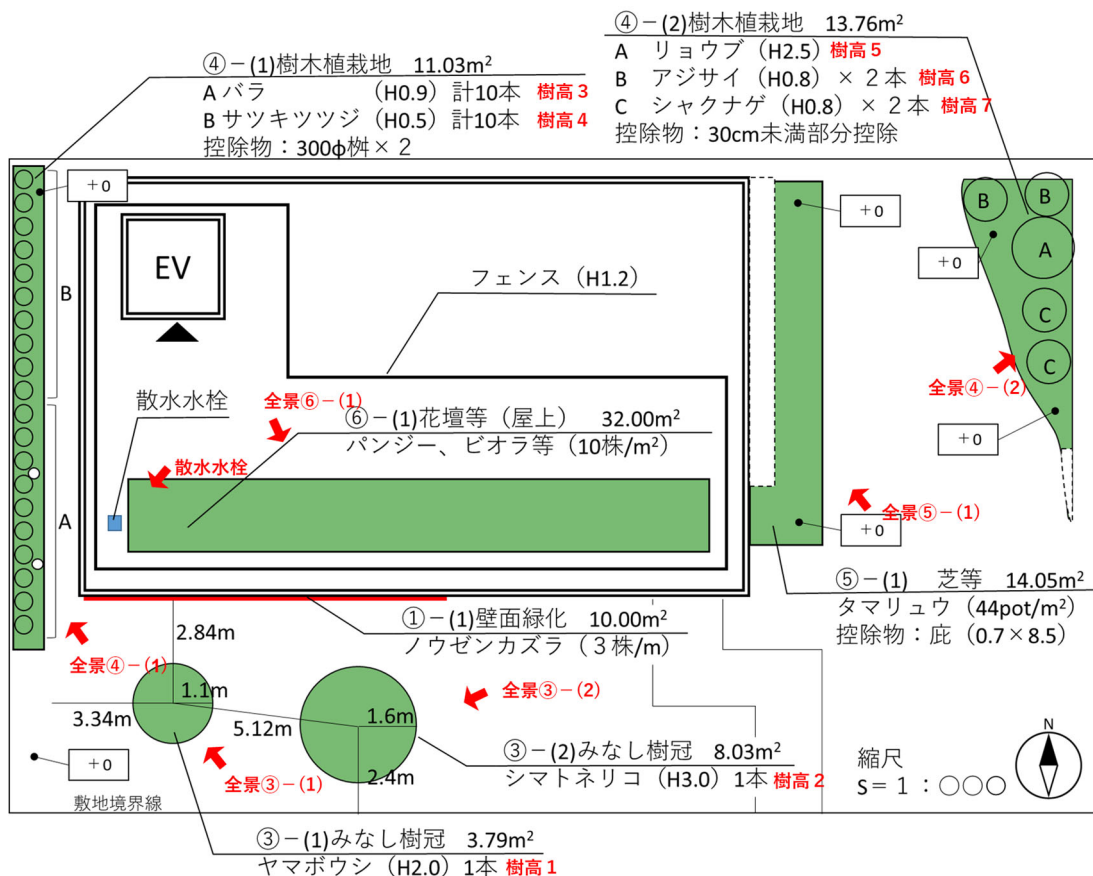 ④－(1)樹木植栽地 11.03m²
A バラ (H0.9) 計10本 樹高３
B サツキツツジ (H0.5) 計10本 樹高４
控除物：300φ桝×２
④－(2)樹木植栽地 13.76m²
A リョウブ (H2.5) 樹高５
B アジサイ (H0.8) × ２本 樹高６
C シャクナゲ (H0.8) × ２本 樹高７
控除物：30cm未満部分控除
＋0
EV
フェンス (H1.2)
＋0
B
B
A
C
C
＋0
B
A
散水水栓
全景⑥－(1)
⑥－(1)花壇等（屋上） 32.00m²
パンジー、ビオラ等（10株/m²）
散水水栓
全景④－(2)
＋0
全景⑤－(1)
＋0
⑤－(1) 芝等 14.05m²
タマリュウ（44pot/m²）
控除物：庇（0.7×8.5）
①－(1)壁面緑化 10.00m²
ノウゼンカズラ（３株/m）
2.84m
全景④－(1)
1.1m
3.34m
5.12m
1.6m
2.4m
全景③－(2)
全景③－(1)
③－(2)みなし樹冠 8.03m²
シマトネリコ (H3.0) 1本 樹高２
＋0
敷地境界線
縮尺
S＝１：○○○
N
③－(1)みなし樹冠 3.79m²
ヤマボウシ (H2.0) 1本 樹高１